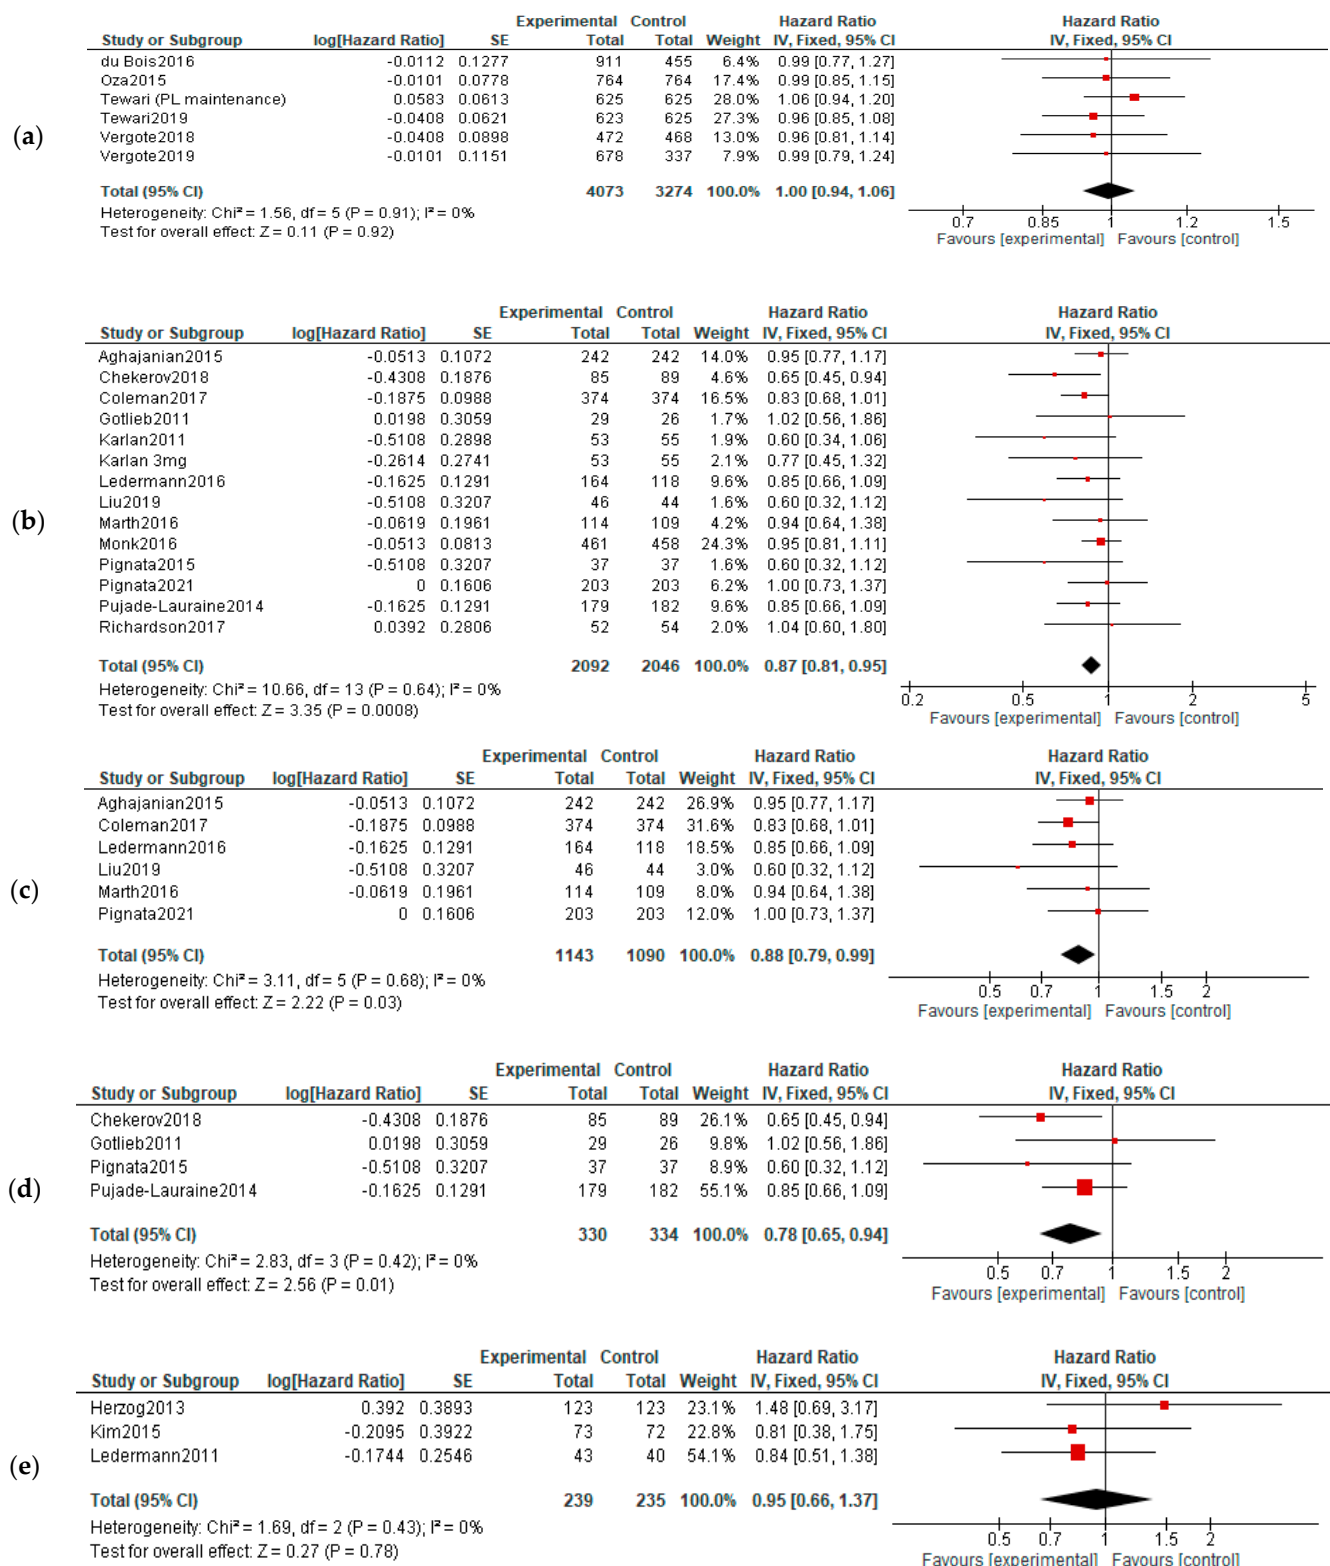 Experimental Control Hazard Ratio Hazard Ratio
Study or Subgroup log[Hazard Ratio] SE Total Total Weight IV, Fixed, 95% CI IV, Fixed, 95% CI
du Bois2016 -0.0112 0.1277 911 455 6.4% 0.99 [0.77, 1.27]
Oza2015 -0.0101 0.0778 764 764 17.4% 0.99 [0.85, 1.15]
Tewari (PL maintenance) 0.0583 0.0613 625 625 28.0% 1.06 [0.94, 1.20]
(a)
Tewari2019 -0.0408 0.0621 623 625 27.3% 0.96 [0.85, 1.08]
Vergote2018 -0.0408 0.0898 472 468 13.0% 0.96 [0.81, 1.14]
Vergote2019 -0.0101 0.1151 678 337 7.9% 0.99 [0.79, 1.24]
Total (95% CI) 4073 3274 100.0% 1.00 [0.94, 1.06]
Heterogeneity: Chi² = 1.56, df = 5 (P = 0.91); I² = 0%
Test for overall effect: Z = 0.11 (P = 0.92)
0.7 0.85 1 1.2 1.5
Favours [experimental] Favours [control]
Experimental Control Hazard Ratio Hazard Ratio
Study or Subgroup log[Hazard Ratio] SE Total Total Weight IV, Fixed, 95% CI IV, Fixed, 95% CI
Aghajanian2015 -0.0513 0.1072 242 242 14.0% 0.95 [0.77, 1.17]
Chekerov2018 -0.4308 0.1876 85 89 4.6% 0.65 [0.45, 0.94]
Coleman2017 -0.1875 0.0988 374 374 16.5% 0.83 [0.68, 1.01]
Gotlieb2011 0.0198 0.3059 29 26 1.7% 1.02 [0.56, 1.86]
Karlan2011 -0.5108 0.2898 53 55 1.9% 0.60 [0.34, 1.06]
Karlan 3mg -0.2614 0.2741 53 55 2.1% 0.77 [0.45, 1.32]
Ledermann2016 -0.1625 0.1291 164 118 9.6% 0.85 [0.66, 1.09]
Liu2019 -0.5108 0.3207 46 44 1.6% 0.60 [0.32, 1.12]
(b)
Marth2016 -0.0619 0.1961 114 109 4.2% 0.94 [0.64, 1.38]
Monk2016 -0.0513 0.0813 461 458 24.3% 0.95 [0.81, 1.11]
Pignata2015 -0.5108 0.3207 37 37 1.6% 0.60 [0.32, 1.12]
Pignata2021 0 0.1606 203 203 6.2% 1.00 [0.73, 1.37]
Pujade-Lauraine2014 -0.1625 0.1291 179 182 9.6% 0.85 [0.66, 1.09]
Richardson2017 0.0392 0.2806 52 54 2.0% 1.04 [0.60, 1.80]
Total (95% CI) 2092 2046 100.0% 0.87 [0.81, 0.95]
Heterogeneity: Chi² = 10.66, df = 13 (P = 0.64); I² = 0%
Test for overall effect: Z = 3.35 (P = 0.0008)
0.2 0.5 1 2 5
Favours [experimental] Favours [control]
Experimental Control Hazard Ratio Hazard Ratio
Study or Subgroup log[Hazard Ratio] SE Total Total Weight IV, Fixed, 95% CI IV, Fixed, 95% CI
Aghajanian2015 -0.0513 0.1072 242 242 26.9% 0.95 [0.77, 1.17]
Coleman2017 -0.1875 0.0988 374 374 31.6% 0.83 [0.68, 1.01]
Ledermann2016 -0.1625 0.1291 164 118 18.5% 0.85 [0.66, 1.09]
Liu2019 -0.5108 0.3207 46 44 3.0% 0.60 [0.32, 1.12]
(c)
Marth2016 -0.0619 0.1961 114 109 8.0% 0.94 [0.64, 1.38]
Pignata2021 0 0.1606 203 203 12.0% 1.00 [0.73, 1.37]
Total (95% CI) 1143 1090 100.0% 0.88 [0.79, 0.99]
Heterogeneity: Chi² = 3.11, df = 5 (P = 0.68); I² = 0%
Test for overall effect: Z = 2.22 (P = 0.03)
0.5 0.7 1 1.5 2
Favours [experimental] Favours [control]
Experimental Control Hazard Ratio Hazard Ratio
Study or Subgroup log[Hazard Ratio] SE Total Total Weight IV, Fixed, 95% CI IV, Fixed, 95% CI
Chekerov2018 -0.4308 0.1876 85 89 26.1% 0.65 [0.45, 0.94]
Gotlieb2011 0.0198 0.3059 29 26 9.8% 1.02 [0.56, 1.86]
Pignata2015 -0.5108 0.3207 37 37 8.9% 0.60 [0.32, 1.12]
(d)
Pujade-Lauraine2014 -0.1625 0.1291 179 182 55.1% 0.85 [0.66, 1.09]
Total (95% CI) 330 334 100.0% 0.78 [0.65, 0.94]
Heterogeneity: Chi² = 2.83, df = 3 (P = 0.42); I² = 0%
Test for overall effect: Z = 2.56 (P = 0.01)
0.5 0.7 1 1.5 2
Favours [experimental] Favours [control]
Experimental Control Hazard Ratio Hazard Ratio
Study or Subgroup log[Hazard Ratio] SE Total Total Weight IV, Fixed, 95% CI IV, Fixed, 95% CI
Herzog2013 0.392 0.3893 123 123 23.1% 1.48 [0.69, 3.17]
Kim2015 -0.2095 0.3922 73 72 22.8% 0.81 [0.38, 1.75]
Ledermann2011 -0.1744 0.2546 43 40 54.1% 0.84 [0.51, 1.38]
(e)
Total (95% CI) 239 235 100.0% 0.95 [0.66, 1.37]
Heterogeneity: Chi² = 1.69, df = 2 (P = 0.43); I² = 0%
Test for overall effect: Z = 0.27 (P = 0.78)
0.5 0.7 1 1.5 2
Favours [experimental] Favours [control]